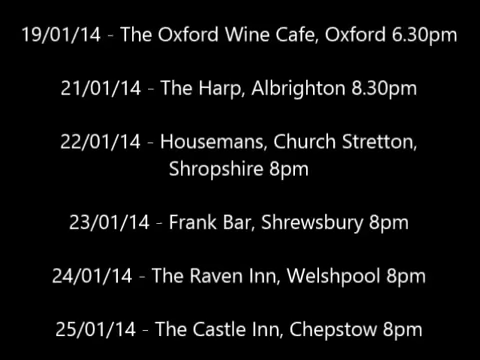 19/01/14 - The Oxford Wine Cafe, Oxford 6.30pm
21/01/14 - The Harp, Albrighton 8.30pm
22/01/14 - Housemans, Church Stretton,
Shropshire 8pm
23/01/14 - Frank Bar, Shrewsbury 8pm
24/01/14 - The Raven Inn, Welshpool 8pm
25/01/14 - The Castle Inn, Chepstow 8pm